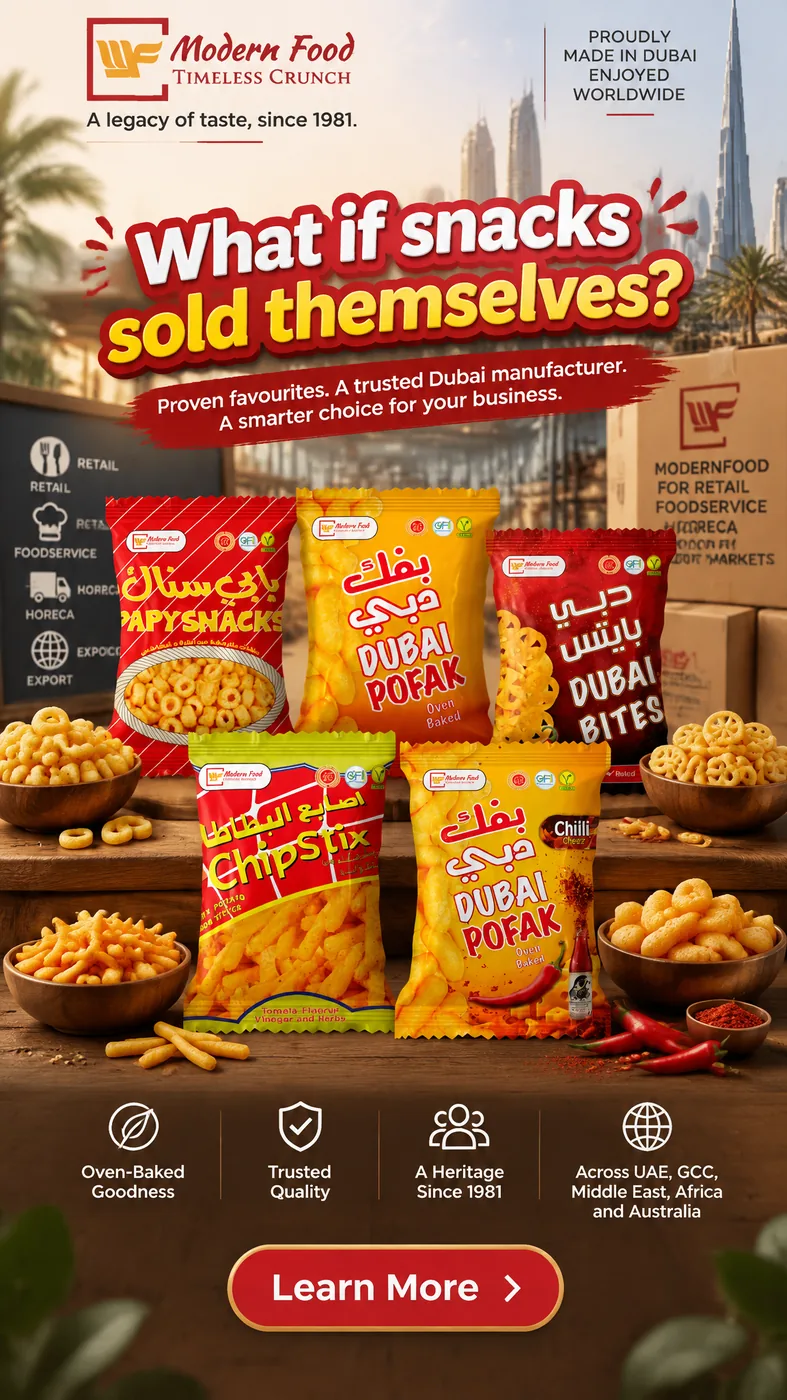 Modern Food
TIMELESS CRUNCH
A legacy of taste, since 1981.
PROUDLY
MADE IN DUBAI
ENJOYED
WORLDWIDE
What if snacks
sold themselves?
Proven favourites. A trusted Dubai manufacturer.
A smarter choice for your business.
RETAIL
RETAIL
FOODSERVICE
HORECA
EXPORT
MODERNFOOD
FOR RETAIL
FOODSERVICE
MARKETS
Modern Food
بابي سناك
PAPYSNACKS
Modern Food
بفك
دبي
DUBAI
POFAK
Oven
Baked
Modern Food
دبي
بايتس
DUBAI
BITES
Modern Food
اصابع البطاطا
ChipStix
Tomato Flavour
Vinegar and Herbs
Modern Food
بفك
دبي
Chiili
Cheez
DUBAI
POFAK
Oven
Baked
Oven-Baked
Goodness
Trusted
Quality
A Heritage
Since 1981
Across UAE, GCC,
Middle East, Africa
and Australia
Learn More